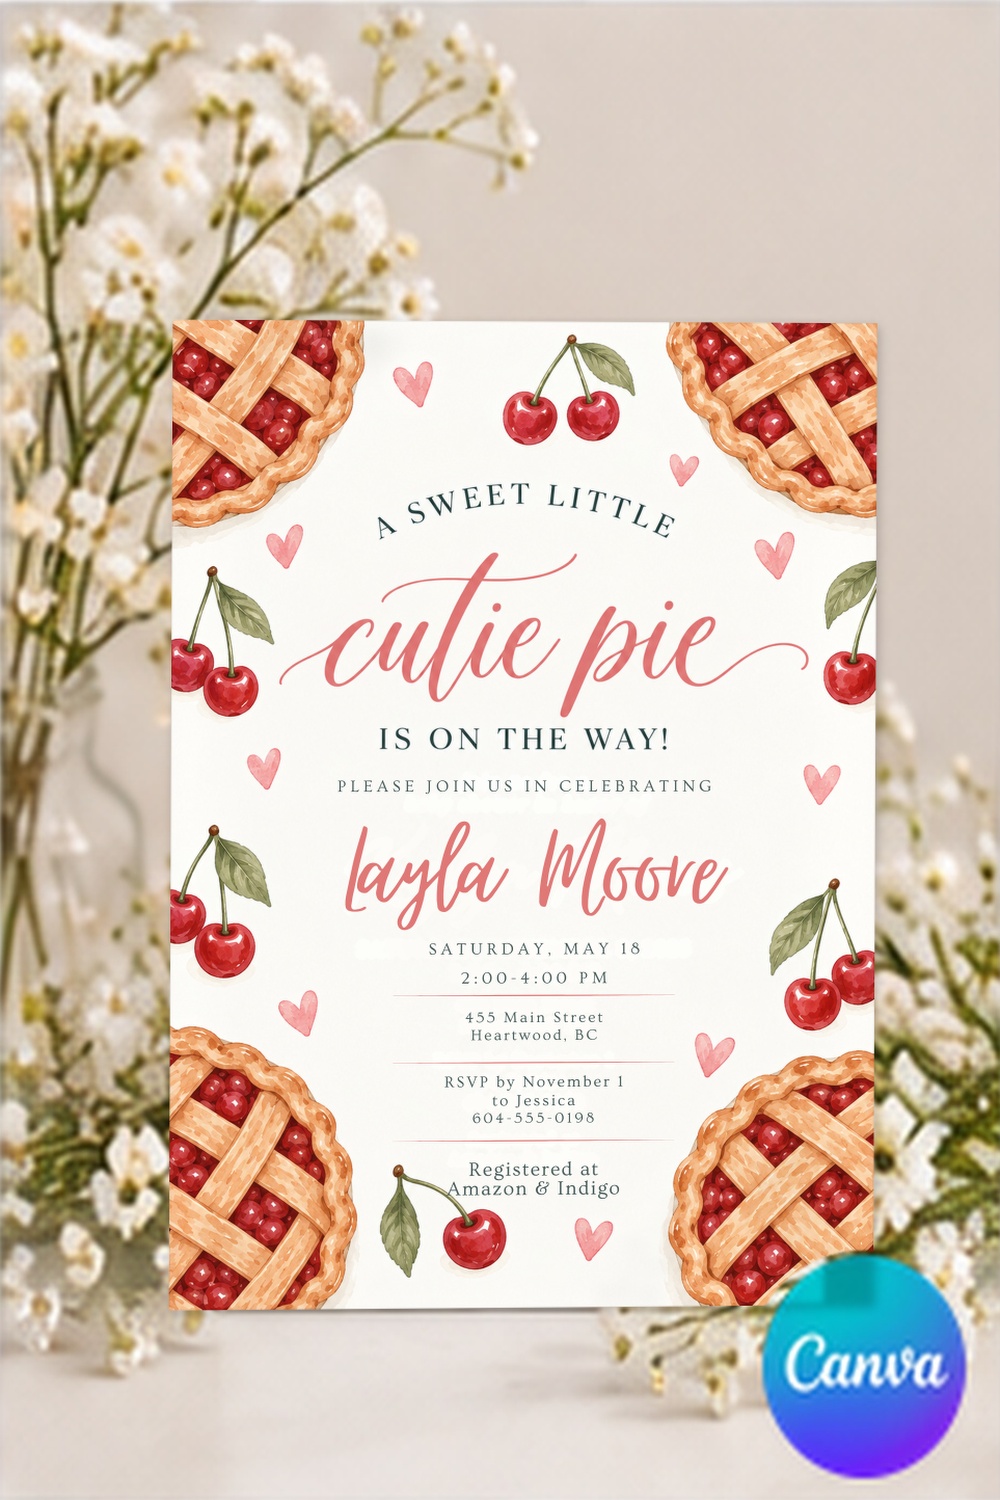 A SWEET LITTLE
cutie pie
IS ON THE WAY!
PLEASE JOIN US IN CELEBRATING
Layla Moore
SATURDAY, MAY 18
2:00-4:00 PM
455 Main Street
Heartwood, BC
RSVP by November 1
to Jessica
604-555-0198
Registered at
Amazon & Indigo
Canva